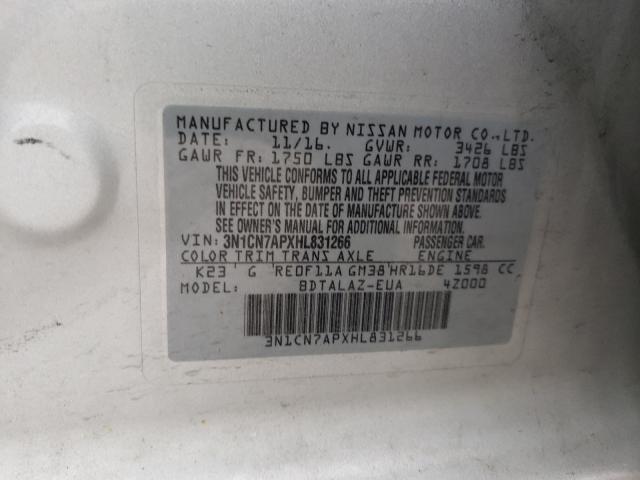 MANUFACTURED BY NISSAN MOTOR CO.,LTD.
DATE: 11/16. GVWR: 3426 LBS
GAWR FR: 1750 LBS GAWR RR: 1708 LBS
THIS VEHICLE CONFORMS TO ALL APPLICABLE FEDERAL MOTOR
VEHICLE SAFETY, BUMPER AND THEFT PREVENTION STANDARDS
IN EFFECT ON THE DATE OF MANUFACTURE SHOWN ABOVE.
SEE OWNER'S MANUAL FOR ADDITIONAL INFORMATION.
VIN: 3N1CN7APXHL831266 PASSENGER CAR.
COLOR TRIM TRANS AXLE ENGINE
K23 G RE0F11A GM38 HR16DE 1598 CC
BDTALAZ-EUA 4Z000
3N1CN7APXHL831266